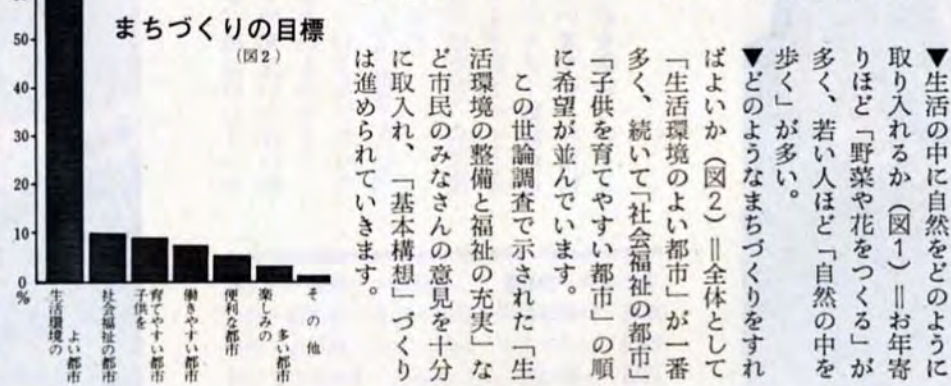 ▼生活の中に自然をどのように
取り入れるか（図1）＝お年寄
りほど「野菜や花をつくる」が
多く、若い人ほど「自然の中を
歩く」が多い。
▼どのようなまちづくりをすれ
ばよいか（図2）＝全体として
「生活環境のよい都市」が一番
多く、続いて「社会福祉の都市」
「子供を育てやすい都市」の順
に希望が並んでいます。
この世論調査で示された「生
活環境の整備と福祉の充実」な
ど市民のみなさんの意見を十分
に取入れ、「基本構想」づくり
は進められていきます。
まちづくりの目標
（図2）
50
40
30
20
10
0
%
生活環境の
よい都市
社会福祉の都市
子供を
育てやすい都市
働きやすい都市
便利な都市
楽しみの
多い都市
その他